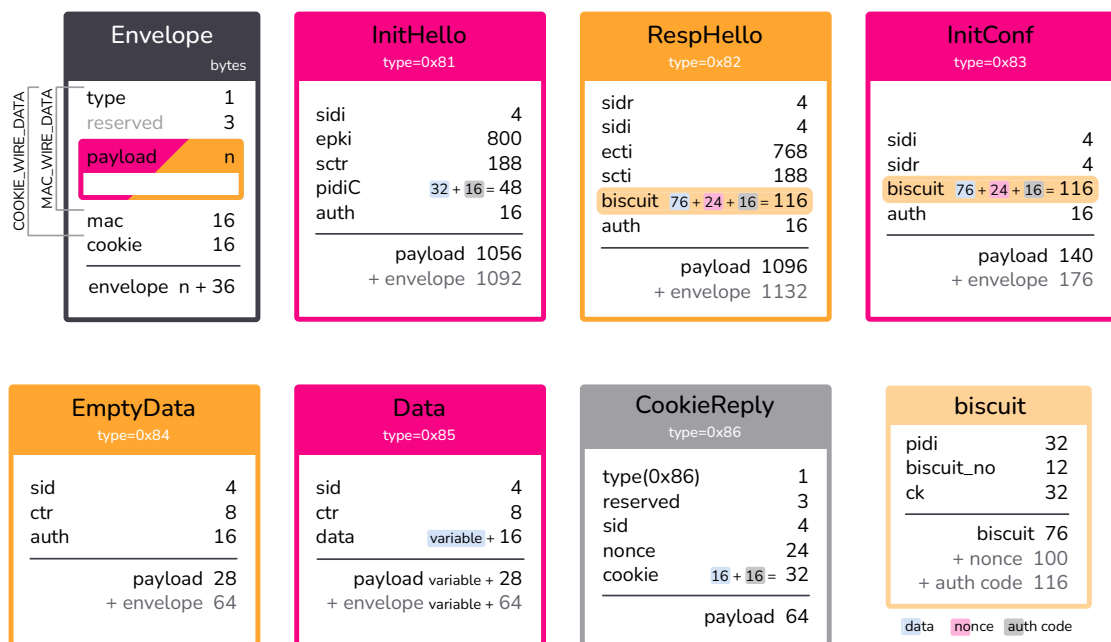 Envelope
bytes
COOKIE_WIRE_DATA
MAC_WIRE_DATA
type 1
reserved 3
payload n
mac 16
cookie 16
envelope n + 36
InitHello
type=0x81
sidi 4
epki 800
sctr 188
pidiC 32 + 16 = 48
auth 16
payload 1056
+ envelope 1092
RespHello
type=0x82
sidr 4
sidi 4
ecti 768
scti 188
biscuit 76 + 24 + 16 = 116
auth 16
payload 1096
+ envelope 1132
InitConf
type=0x83
sidi 4
sidr 4
biscuit 76 + 24 + 16 = 116
auth 16
payload 140
+ envelope 176
EmptyData
type=0x84
sid 4
ctr 8
auth 16
payload 28
+ envelope 64
Data
type=0x85
sid 4
ctr 8
data variable + 16
payload variable + 28
+ envelope variable + 64
CookieReply
type=0x86
type(0x86) 1
reserved 3
sid 4
nonce 24
cookie 16 + 16 = 32
payload 64
biscuit
pidi 32
biscuit_no 12
ck 32
biscuit 76
+ nonce 100
+ auth code 116
data nonce auth code